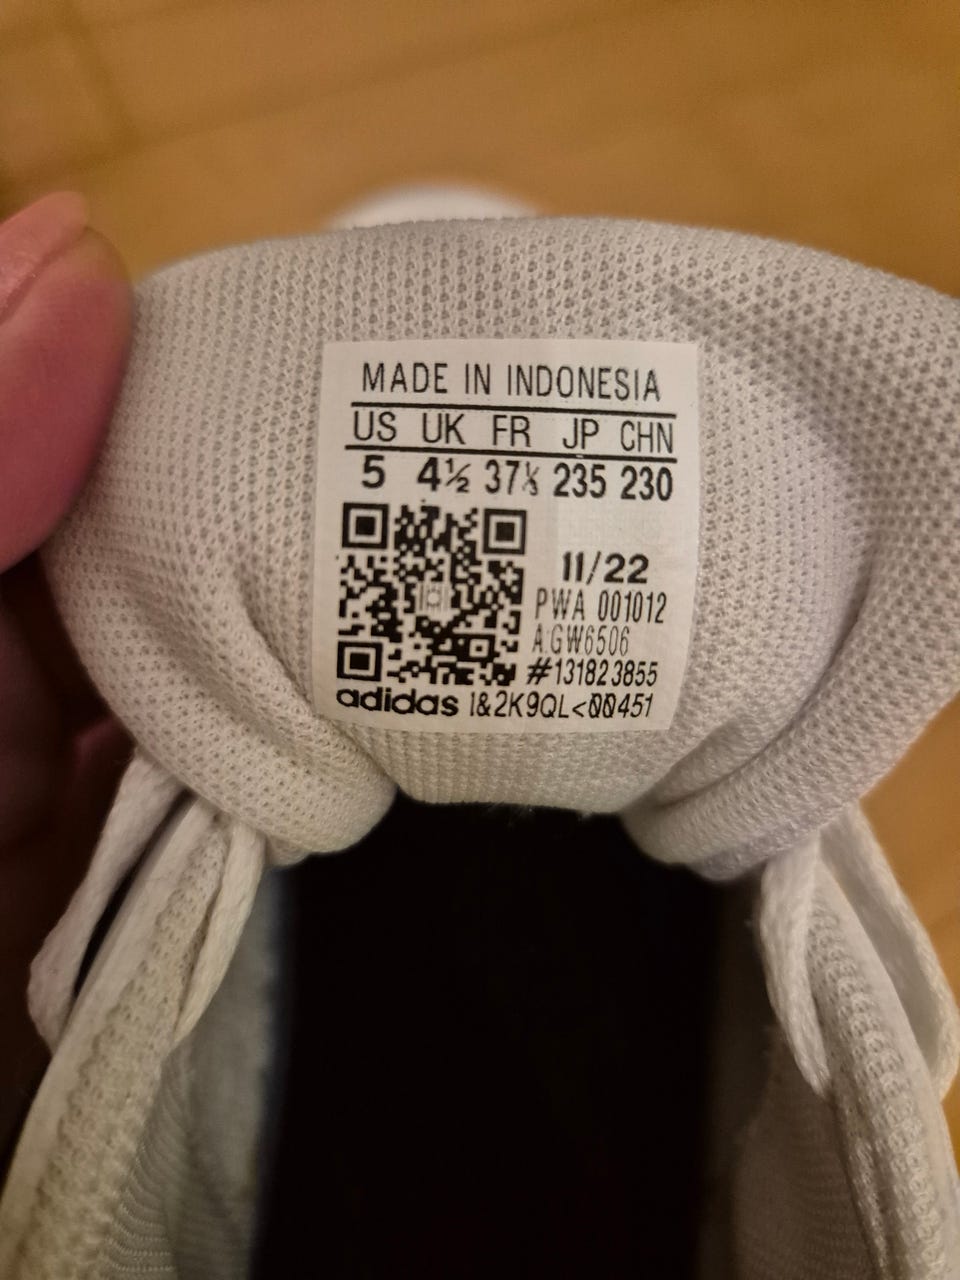 MADE IN INDONESIA
US UK FR JP CHN
5 4½ 37⅓ 235 230
11/22
PWA 001012
A.GW6506
#131823855
adidas I&2K9QL<00451